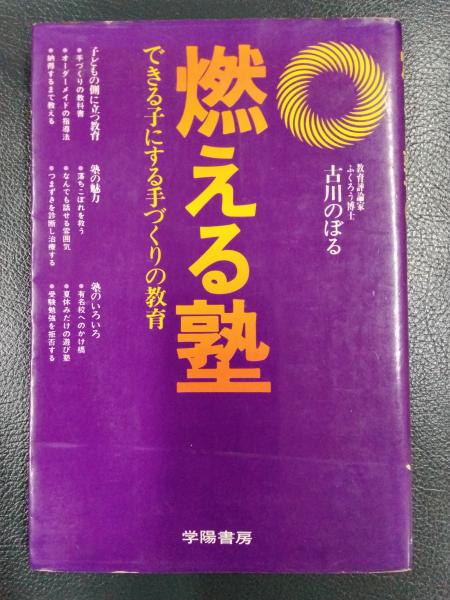 教育評論家
ふくろう博士
古川のぼる
燃える塾
できる子にする手づくりの教育
子どもの側に立つ教育
●手づくりの教科書
●オーダーメイドの指導法
●納得するまで教える
塾の魅力
●落ちこぼれを救う
●なんでも話せる雰囲気
●つまずきを診断し治療する
塾のいろいろ
●有名校へのかけ橋
●夏休みだけの遊び塾
●受験勉強を拒否する
学陽書房